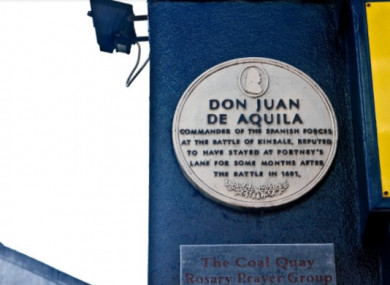 DON JUAN
DE AQUILA
COMMANDER OF THE SPANISH FORCES
AT THE BATTLE OF KINSALE, REPUTED
TO HAVE STAYED AT PORTNEY'S
LANE FOR SOME MONTHS AFTER
THE BATTLE IN 1601.
The Coal Quay
Rosary Prayer Group